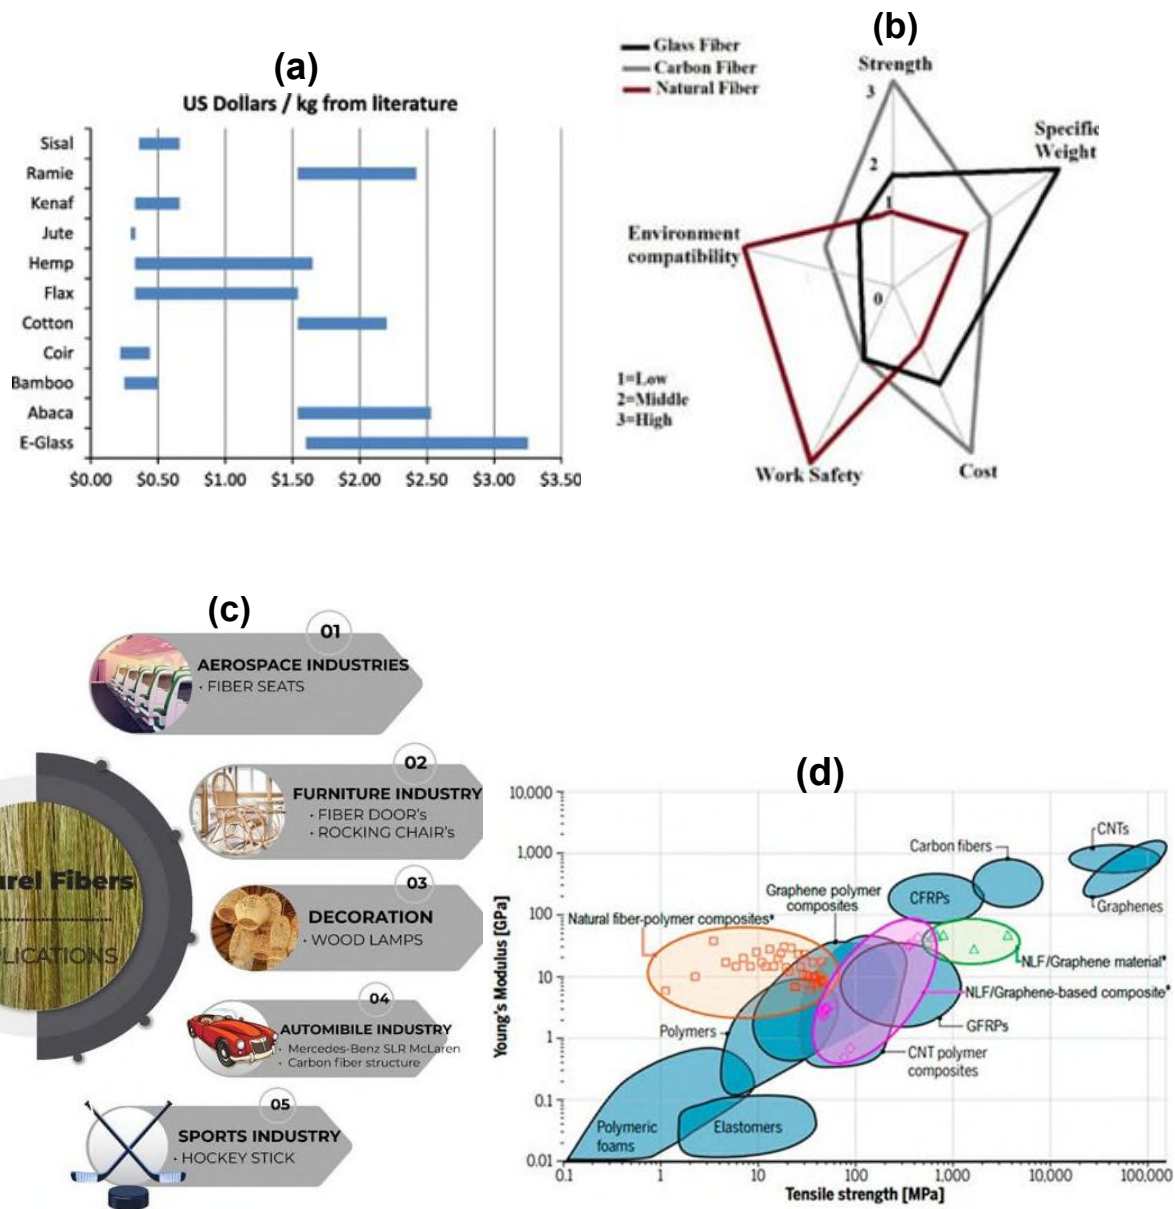 (a)
US Dollars / kg from literature
Sisal
Ramie
Kenaf
Jute
Hemp
Flax
Cotton
Coir
Bamboo
Abaca
E-Glass
$0.00 $0.50 $1.00 $1.50 $2.00 $2.50 $3.00 $3.50
(b)
Glass Fiber
Carbon Fiber
Natural Fiber
Strength
3
Specific
Weight
2
1
Environment
compatibility
0
1=Low
2=Middle
3=High
Work Safety
Cost
(c)
01
AEROSPACE INDUSTRIES
· FIBER SEATS
02
FURNITURE INDUSTRY
· FIBER DOOR's
· ROCKING CHAIR's
urel Fibers
PLICATIONS
03
DECORATION
· WOOD LAMPS
04
AUTOMIBILE INDUSTRY
· Mercedes-Benz SLR McLaren
· Carbon fiber structure
05
SPORTS INDUSTRY
· HOCKEY STICK
(d)
10.000
1.000
100
10
1
0.1
0.01
Young's Modulus [GPa]
CNTs
Carbon fibers
Graphene polymer
composites
CFRPs
Graphenes
Natural fiber-polymer composites*
NLF/Graphene material*
NLF/Graphene-based composite*
GFRPs
Polymers
CNT polymer
composites
Polymeric
foams
Elastomers
0.1 1 10 100 1,000 10,000 100,000
Tensile strength [MPa]